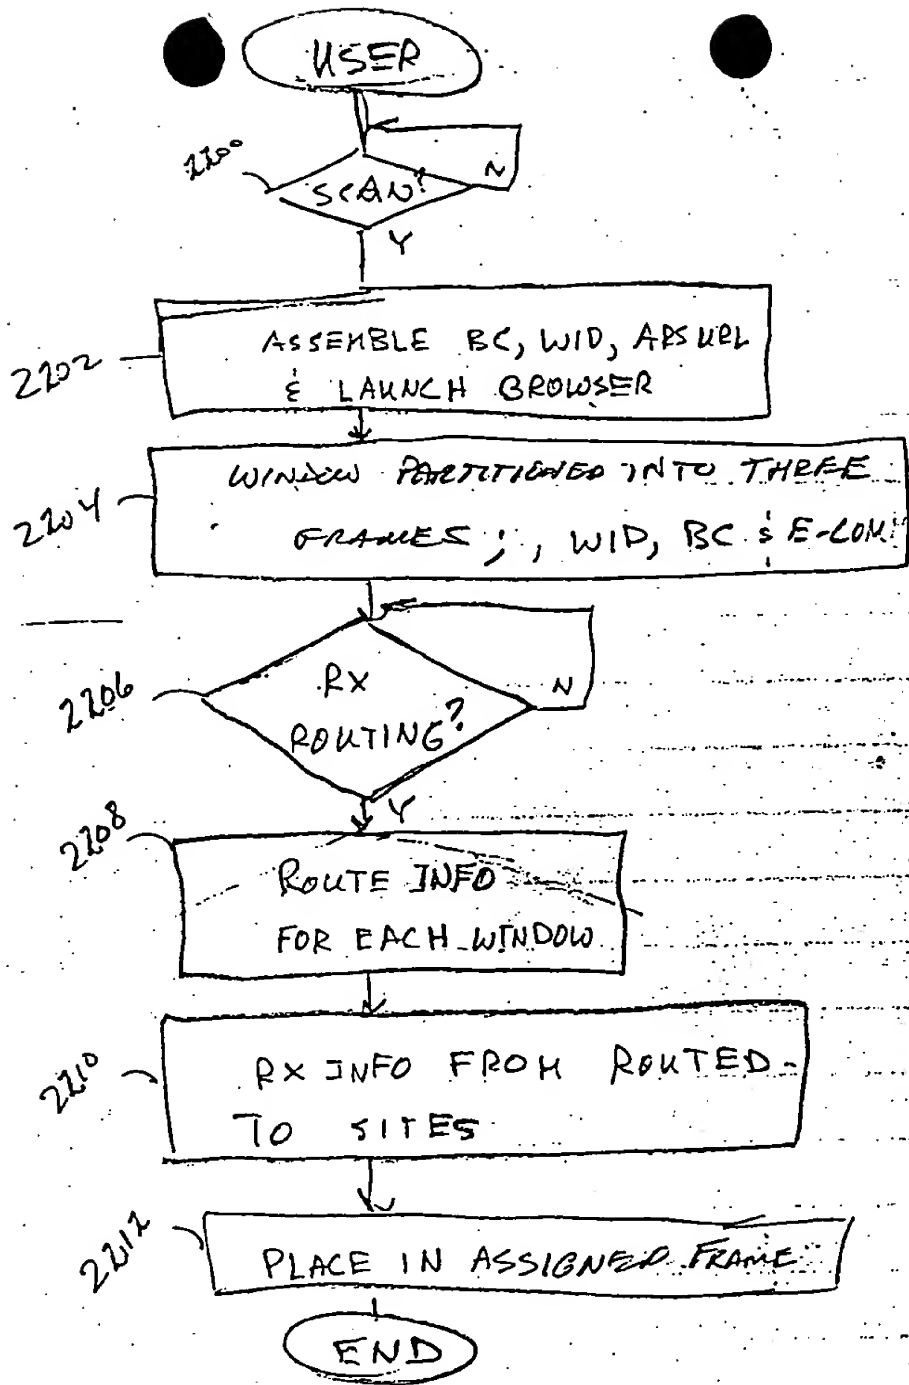 USER
2200
SCAN?
N
Y
2202
ASSEMBLE BC, WID, ARS URL
& LAUNCH BROWSER
2204
WINDOW PARTITIONED INTO THREE
FRAMES ; , WID, BC & E-COM
2206
RX
ROUTING?
N
Y
2208
ROUTE INFO
FOR EACH WINDOW
2210
RX INFO FROM ROUTED-
TO SITES
2212
PLACE IN ASSIGNED FRAME
END